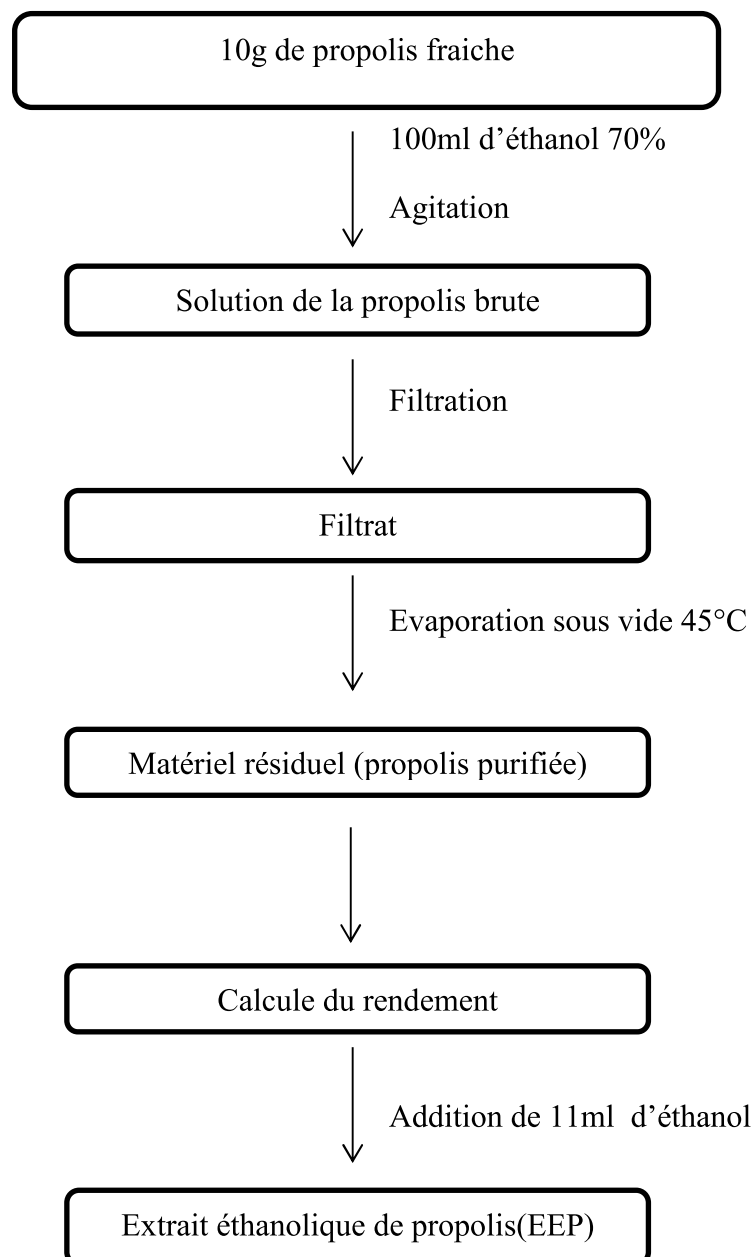 10g de propolis fraiche
100ml d’éthanol 70%
Agitation
Solution de la propolis brute
Filtration
Filtrat
Evaporation sous vide 45°C
Matériel résiduel (propolis purifiée)
Calcule du rendement
Addition de 11ml  d’éthanol
Extrait éthanolique de propolis(EEP)